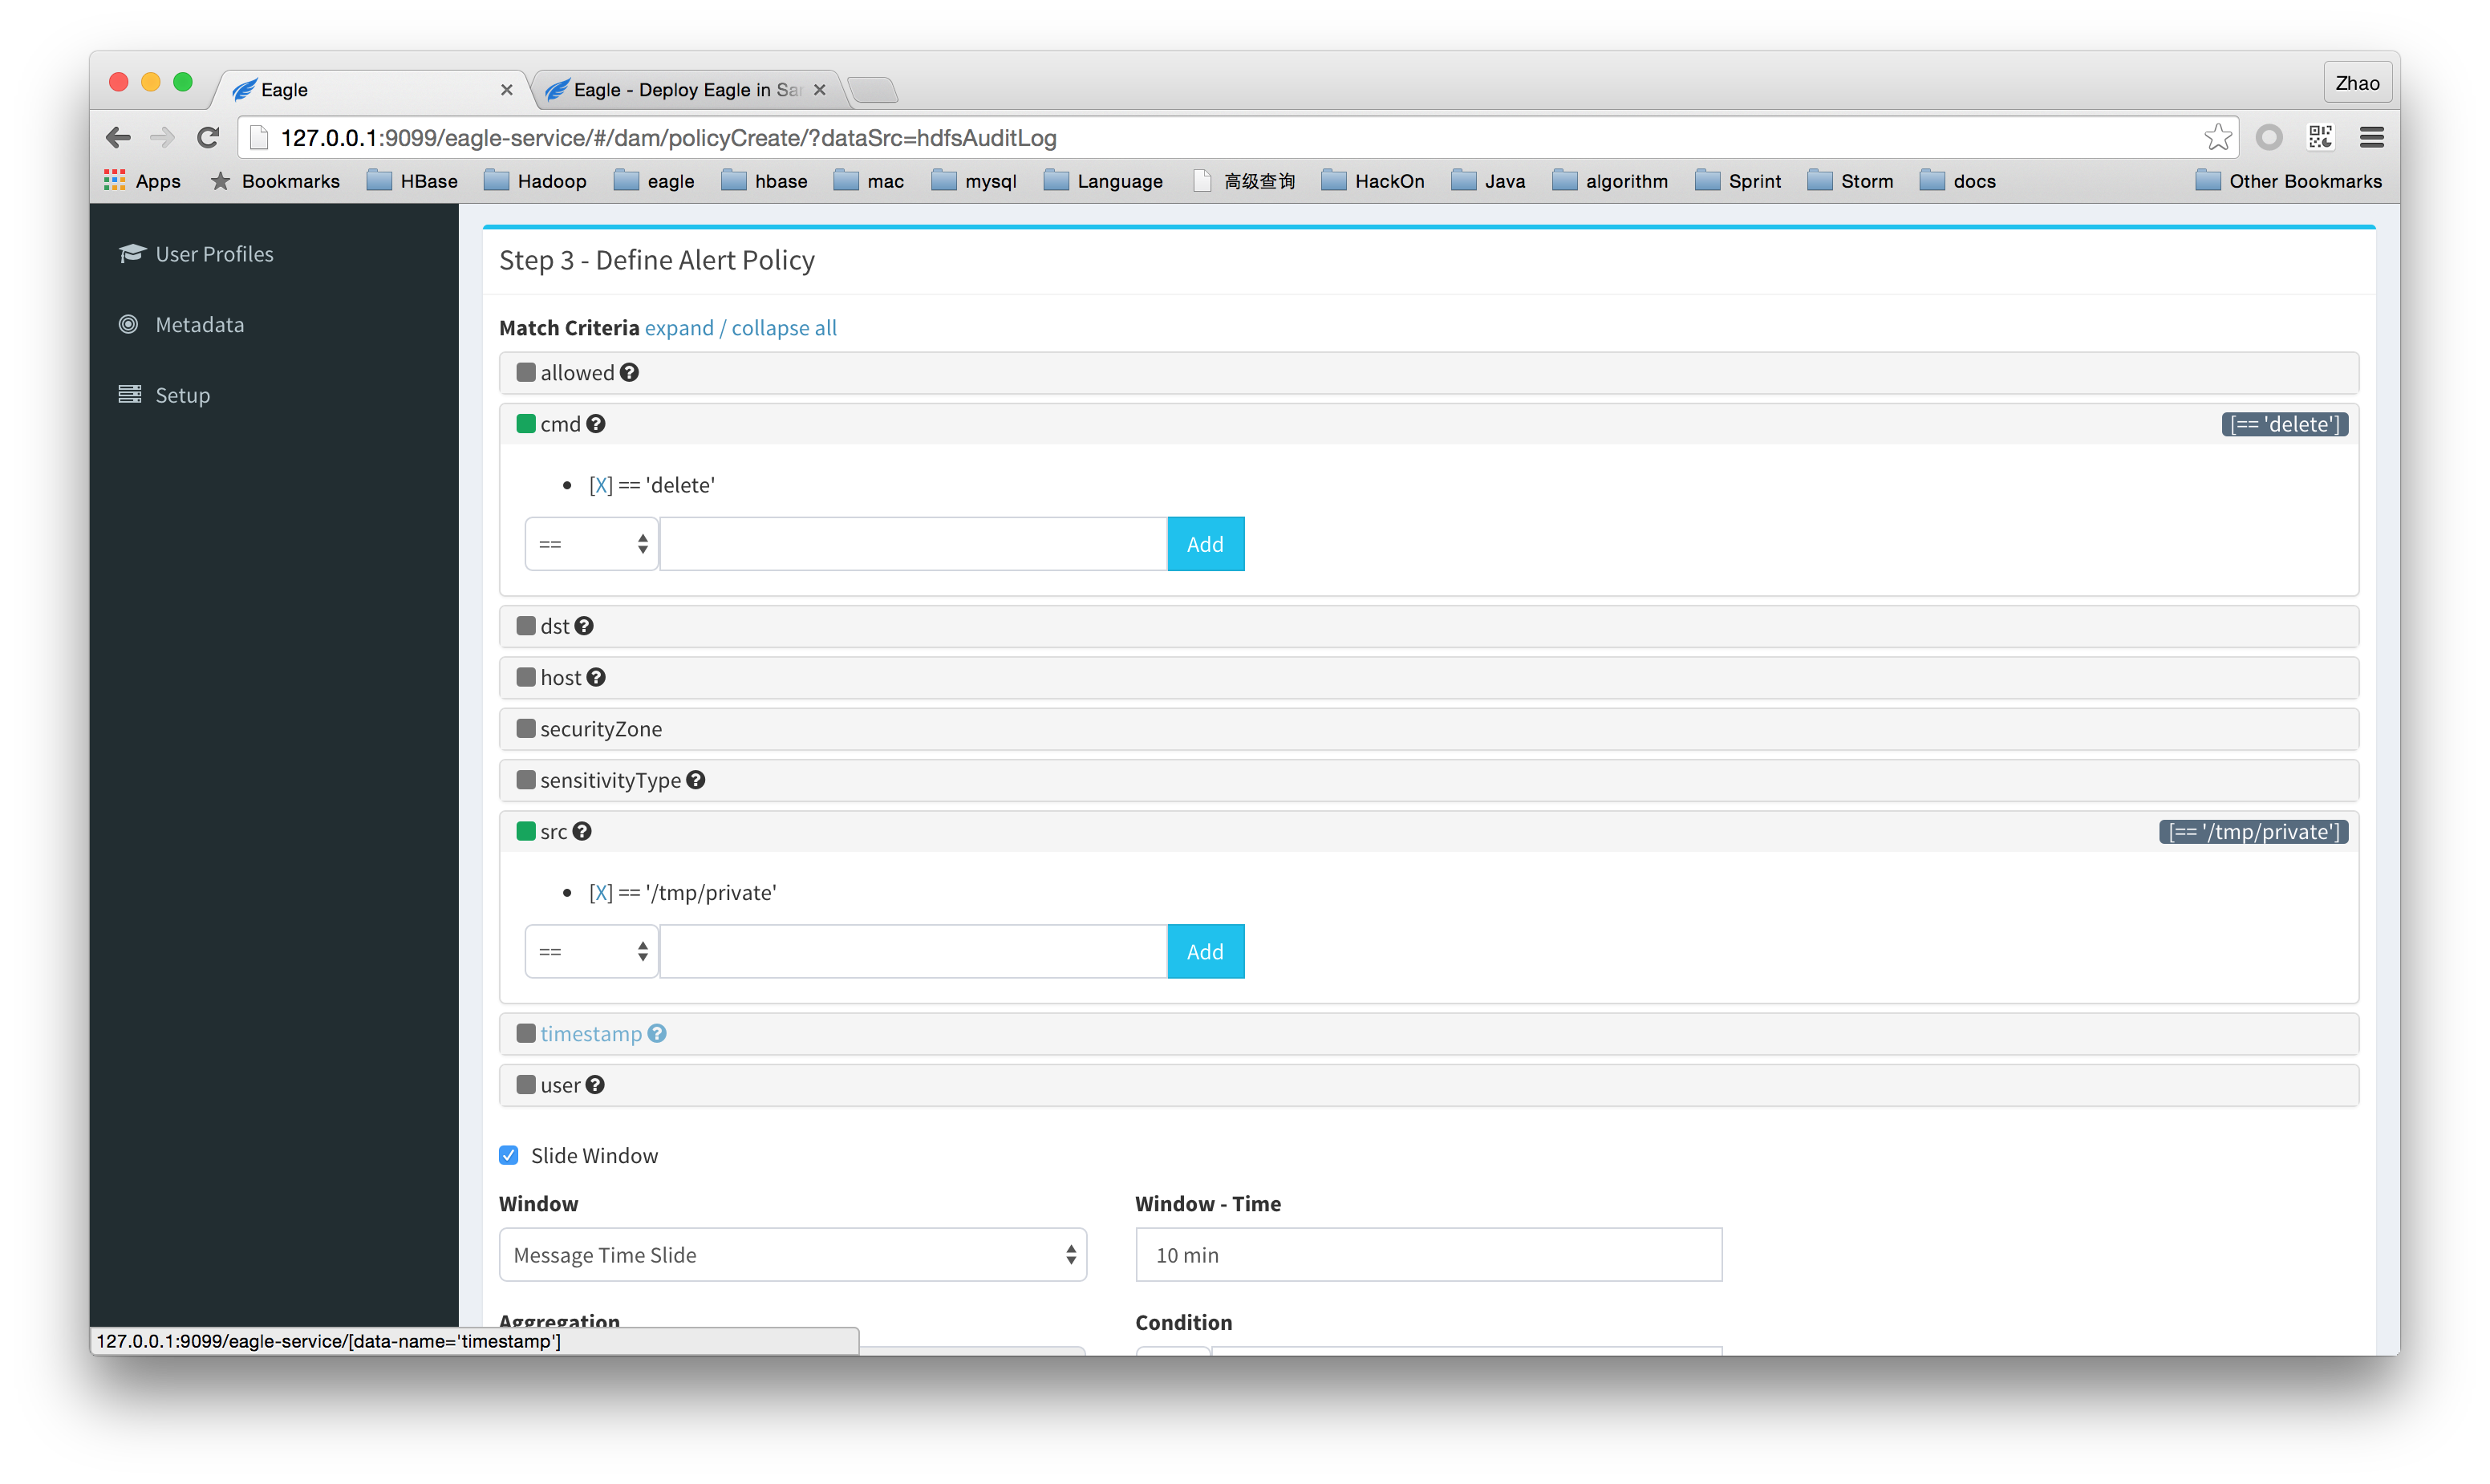 Eagle
Eagle - Deploy Eagle in Sa
Zhao
127.0.0.1:9099/eagle-service/#/dam/policyCreate/?dataSrc=hdfsAuditLog
Apps Bookmarks HBase Hadoop eagle hbase mac mysql Language 高级查询 HackOn Java algorithm Sprint Storm docs Other Bookmarks
User Profiles
Metadata
Setup
Step 3 - Define Alert Policy
Match Criteria expand / collapse all
allowed ?
cmd ? [== 'delete']
• [X] == 'delete'
== Add
dst ?
host ?
securityZone
sensitivityType ?
src ? [== '/tmp/private']
• [X] == '/tmp/private'
== Add
timestamp ?
user ?
Slide Window
Window Window - Time
Message Time Slide 10 min
Aggregation Condition
127.0.0.1:9099/eagle-service/[data-name='timestamp']